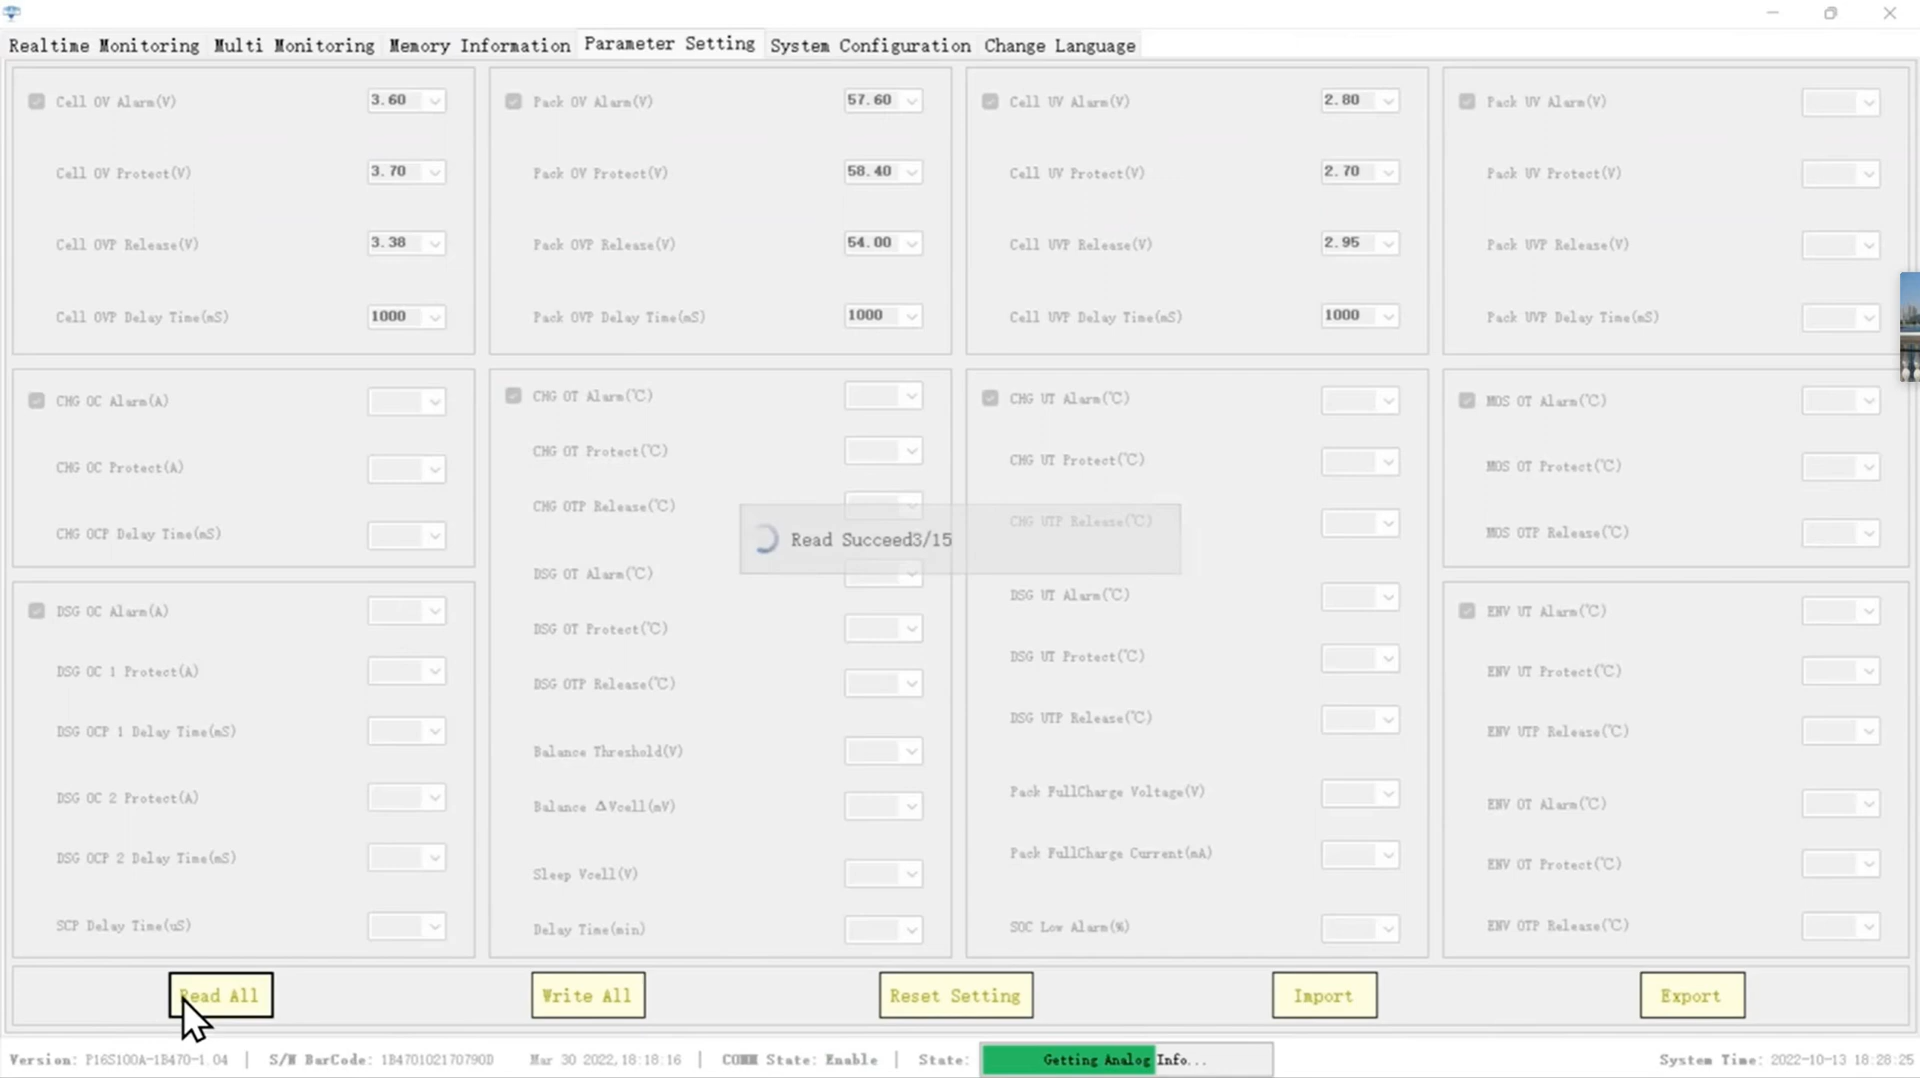 Realtime Monitoring Multi Monitoring Memory Information Parameter Setting System Configuration Change Language
Cell OV Alarm(V) 3.60
Cell OV Protect(V) 3.70
Cell OVP Release(V) 3.38
Cell OVP Delay Time(mS) 1000
Pack OV Alarm(V) 57.60
Pack OV Protect(V) 58.40
Pack OVP Release(V) 54.00
Pack OVP Delay Time(mS) 1000
Cell UV Alarm(V) 2.80
Cell UV Protect(V) 2.70
Cell UVP Release(V) 2.95
Cell UVP Delay Time(mS) 1000
Pack UV Alarm(V)
Pack UV Protect(V)
Pack UVP Release(V)
Pack UVP Delay Time(mS)
CHG OC Alarm(A)
CHG OC Protect(A)
CHG OCP Delay Time(mS)
DSG OC Alarm(A)
DSG OC 1 Protect(A)
DSG OCP 1 Delay Time(mS)
DSG OC 2 Protect(A)
DSG OCP 2 Delay Time(mS)
SCP Delay Time(uS)
CHG OT Alarm(℃)
CHG OT Protect(℃)
CHG OTP Release(℃)
DSG OT Alarm(℃)
DSG OT Protect(℃)
DSG OTP Release(℃)
Balance Threshold(V)
Balance ΔVcell(mV)
Sleep Vcell(V)
Delay Time(min)
Read Succeed3/15
CHG UT Alarm(℃)
CHG UT Protect(℃)
CHG UTP Release(℃)
DSG UT Alarm(℃)
DSG UT Protect(℃)
DSG UTP Release(℃)
Pack FullCharge Voltage(V)
Pack FullCharge Current(mA)
SOC Low Alarm(%)
MOS OT Alarm(℃)
MOS OT Protect(℃)
MOS OTP Release(℃)
ENV UT Alarm(℃)
ENV UT Protect(℃)
ENV UTP Release(℃)
ENV OT Alarm(℃)
ENV OT Protect(℃)
ENV OTP Release(℃)
Read All Write All Reset Setting Import Export
Version: P16S100A-1B470-1.04 | S/N BarCode: 1B470102170790D Mar 30 2022,18:18:16 | COMM State: Enable | State: Getting Analog Info... System Time: 2022-10-13 18:28:25